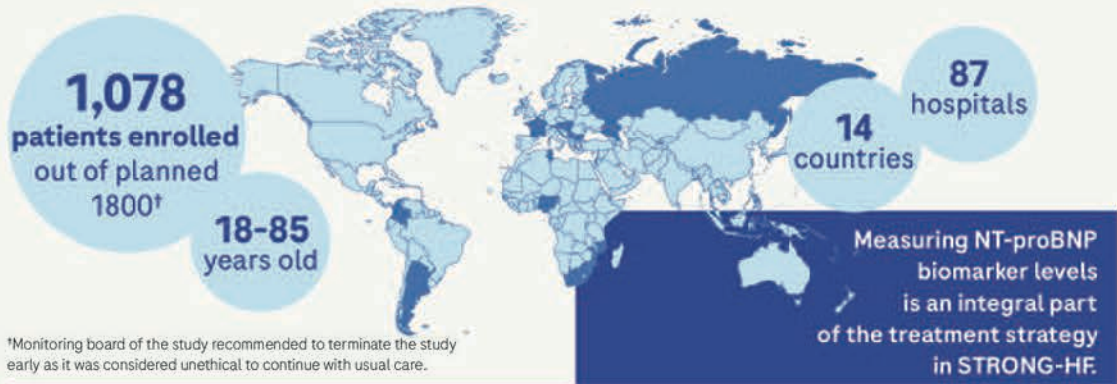 1,078
patients enrolled
out of planned
1800†
18-85
years old
87
hospitals
14
countries
Measuring NT-proBNP
biomarker levels
is an integral part
of the treatment strategy
in STRONG-HF.
†Monitoring board of the study recommended to terminate the study
early as it was considered unethical to continue with usual care.